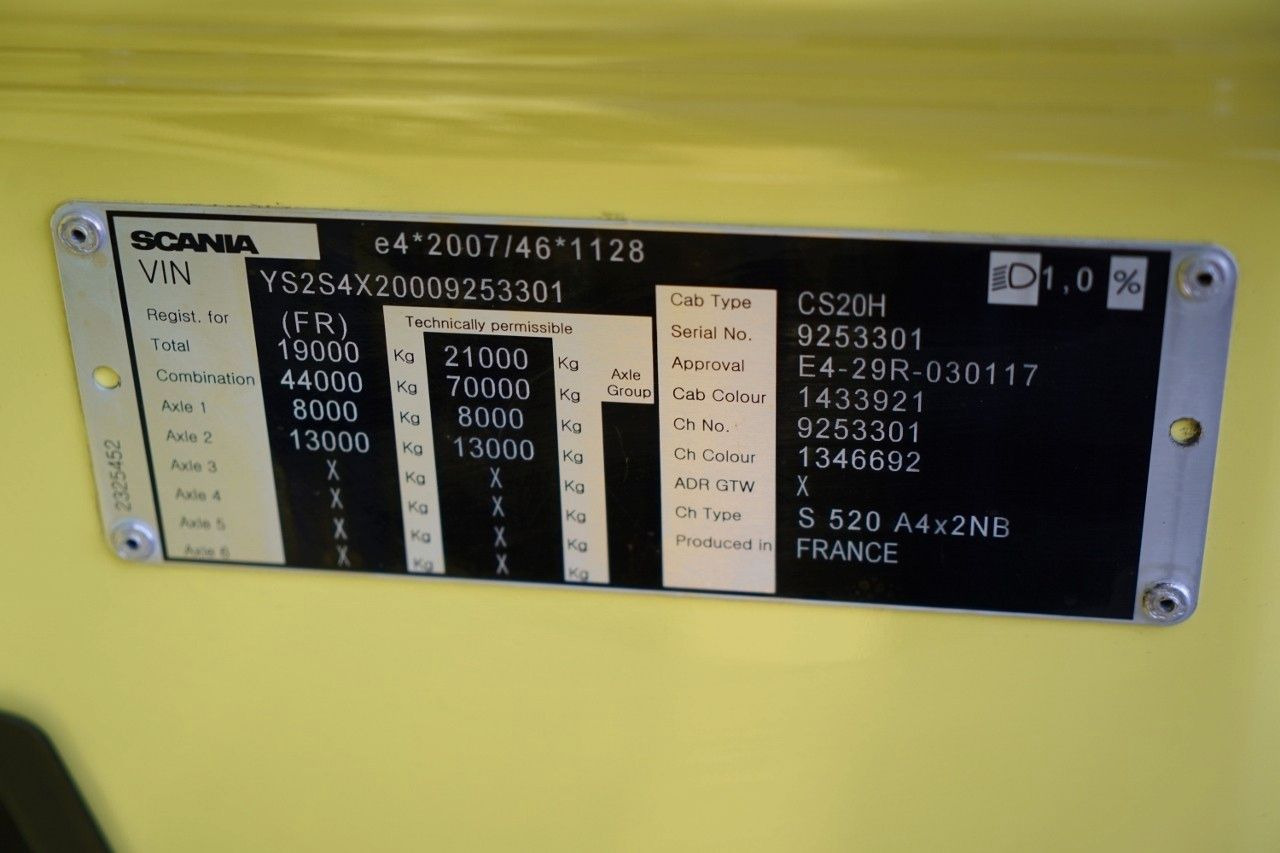 SCANIA e4*2007/46*1128 1,0 %
VIN YS2S4X20009253301
Regist. for (FR) Technically permissible
Total 19000 Kg 21000 Kg Axle Group
Combination 44000 Kg 70000 Kg
Axle 1 8000 Kg 8000 Kg
Axle 2 13000 Kg 13000 Kg
Axle 3 X Kg X Kg
Axle 4 X Kg X Kg
Axle 5 X Kg X Kg
Axle 6 X Kg X Kg
Cab Type CS20H
Serial No. 9253301
Approval E4-29R-030117
Cab Colour 1433921
Ch No. 9253301
Ch Colour 1346692
ADR GTW X
Ch Type S 520 A4x2NB
Produced in FRANCE
2325452